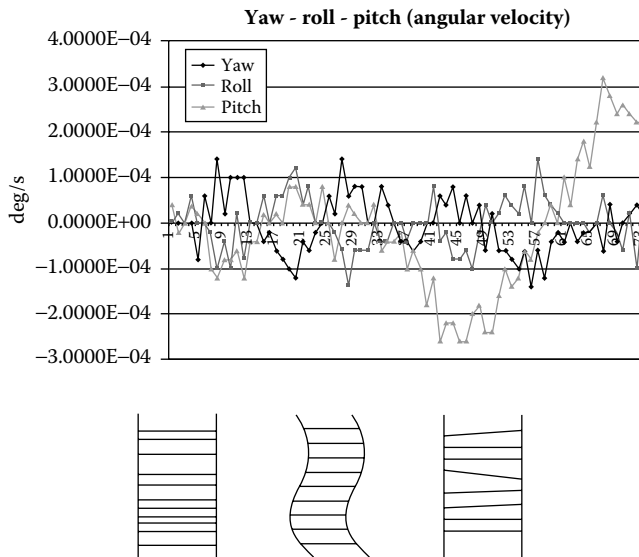 Yaw - roll - pitch (angular velocity)
4.0000E–04
3.0000E–04
2.0000E–04
1.0000E–04
0.0000E+00
–1.0000E–04
–2.0000E–04
–3.0000E–04
deg/s
Yaw
Roll
Pitch
1 5 9 13 17 21 25 29 33 37 41 45 49 53 57 61 65 69 73